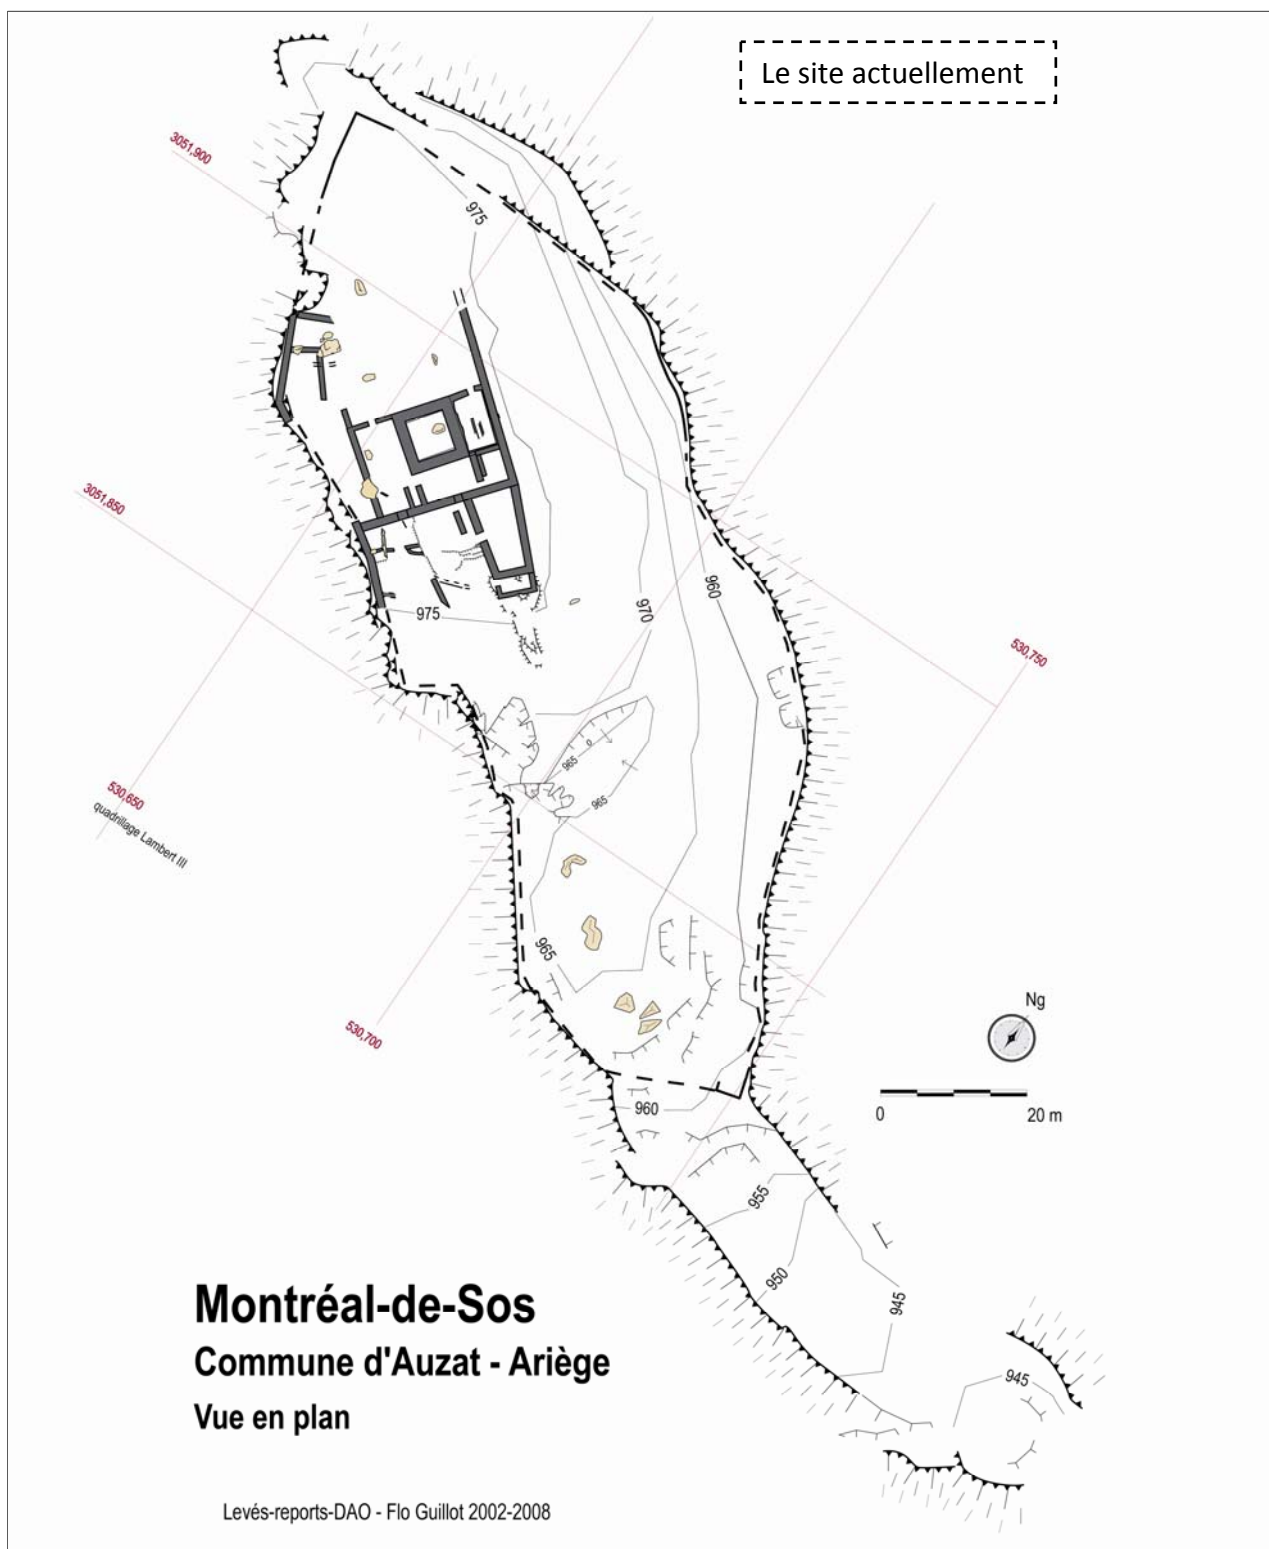 Le site actuellement
3051,900
975
3051,850
960
970
975
530,750
965
965
530,650
quadrillage Lambert III
965
530,700
Ng
0 20 m
960
955
950
945
945
Montréal-de-Sos
Commune d'Auzat - Ariège
Vue en plan
Levés-reports-DAO - Flo Guillot 2002-2008